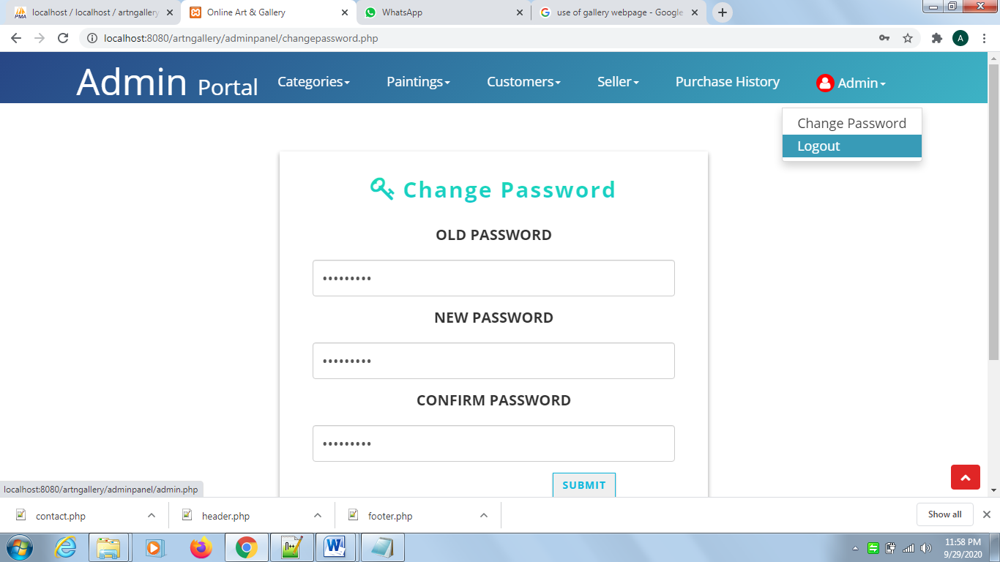 localhost / localhost / artngallery
Online Art & Gallery
WhatsApp
use of gallery webpage - Google
localhost:8080/artngallery/adminpanel/changepassword.php
A
Admin Portal
Categories
Paintings
Customers
Seller
Purchase History
Admin
Change Password
Logout
Change Password
OLD PASSWORD
•••••••••
NEW PASSWORD
•••••••••
CONFIRM PASSWORD
•••••••••
SUBMIT
localhost:8080/artngallery/adminpanel/admin.php
contact.php
header.php
footer.php
Show all
11:58 PM
9/29/2020